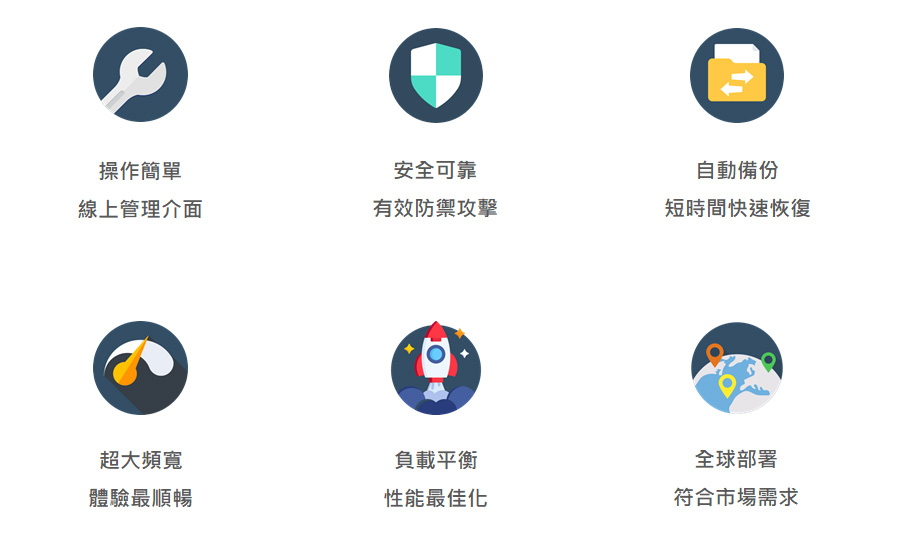 操作簡單
線上管理介面
安全可靠
有效防禦攻擊
自動備份
短時間快速恢復
超大頻寬
體驗最順暢
負載平衡
性能最佳化
全球部署
符合市場需求